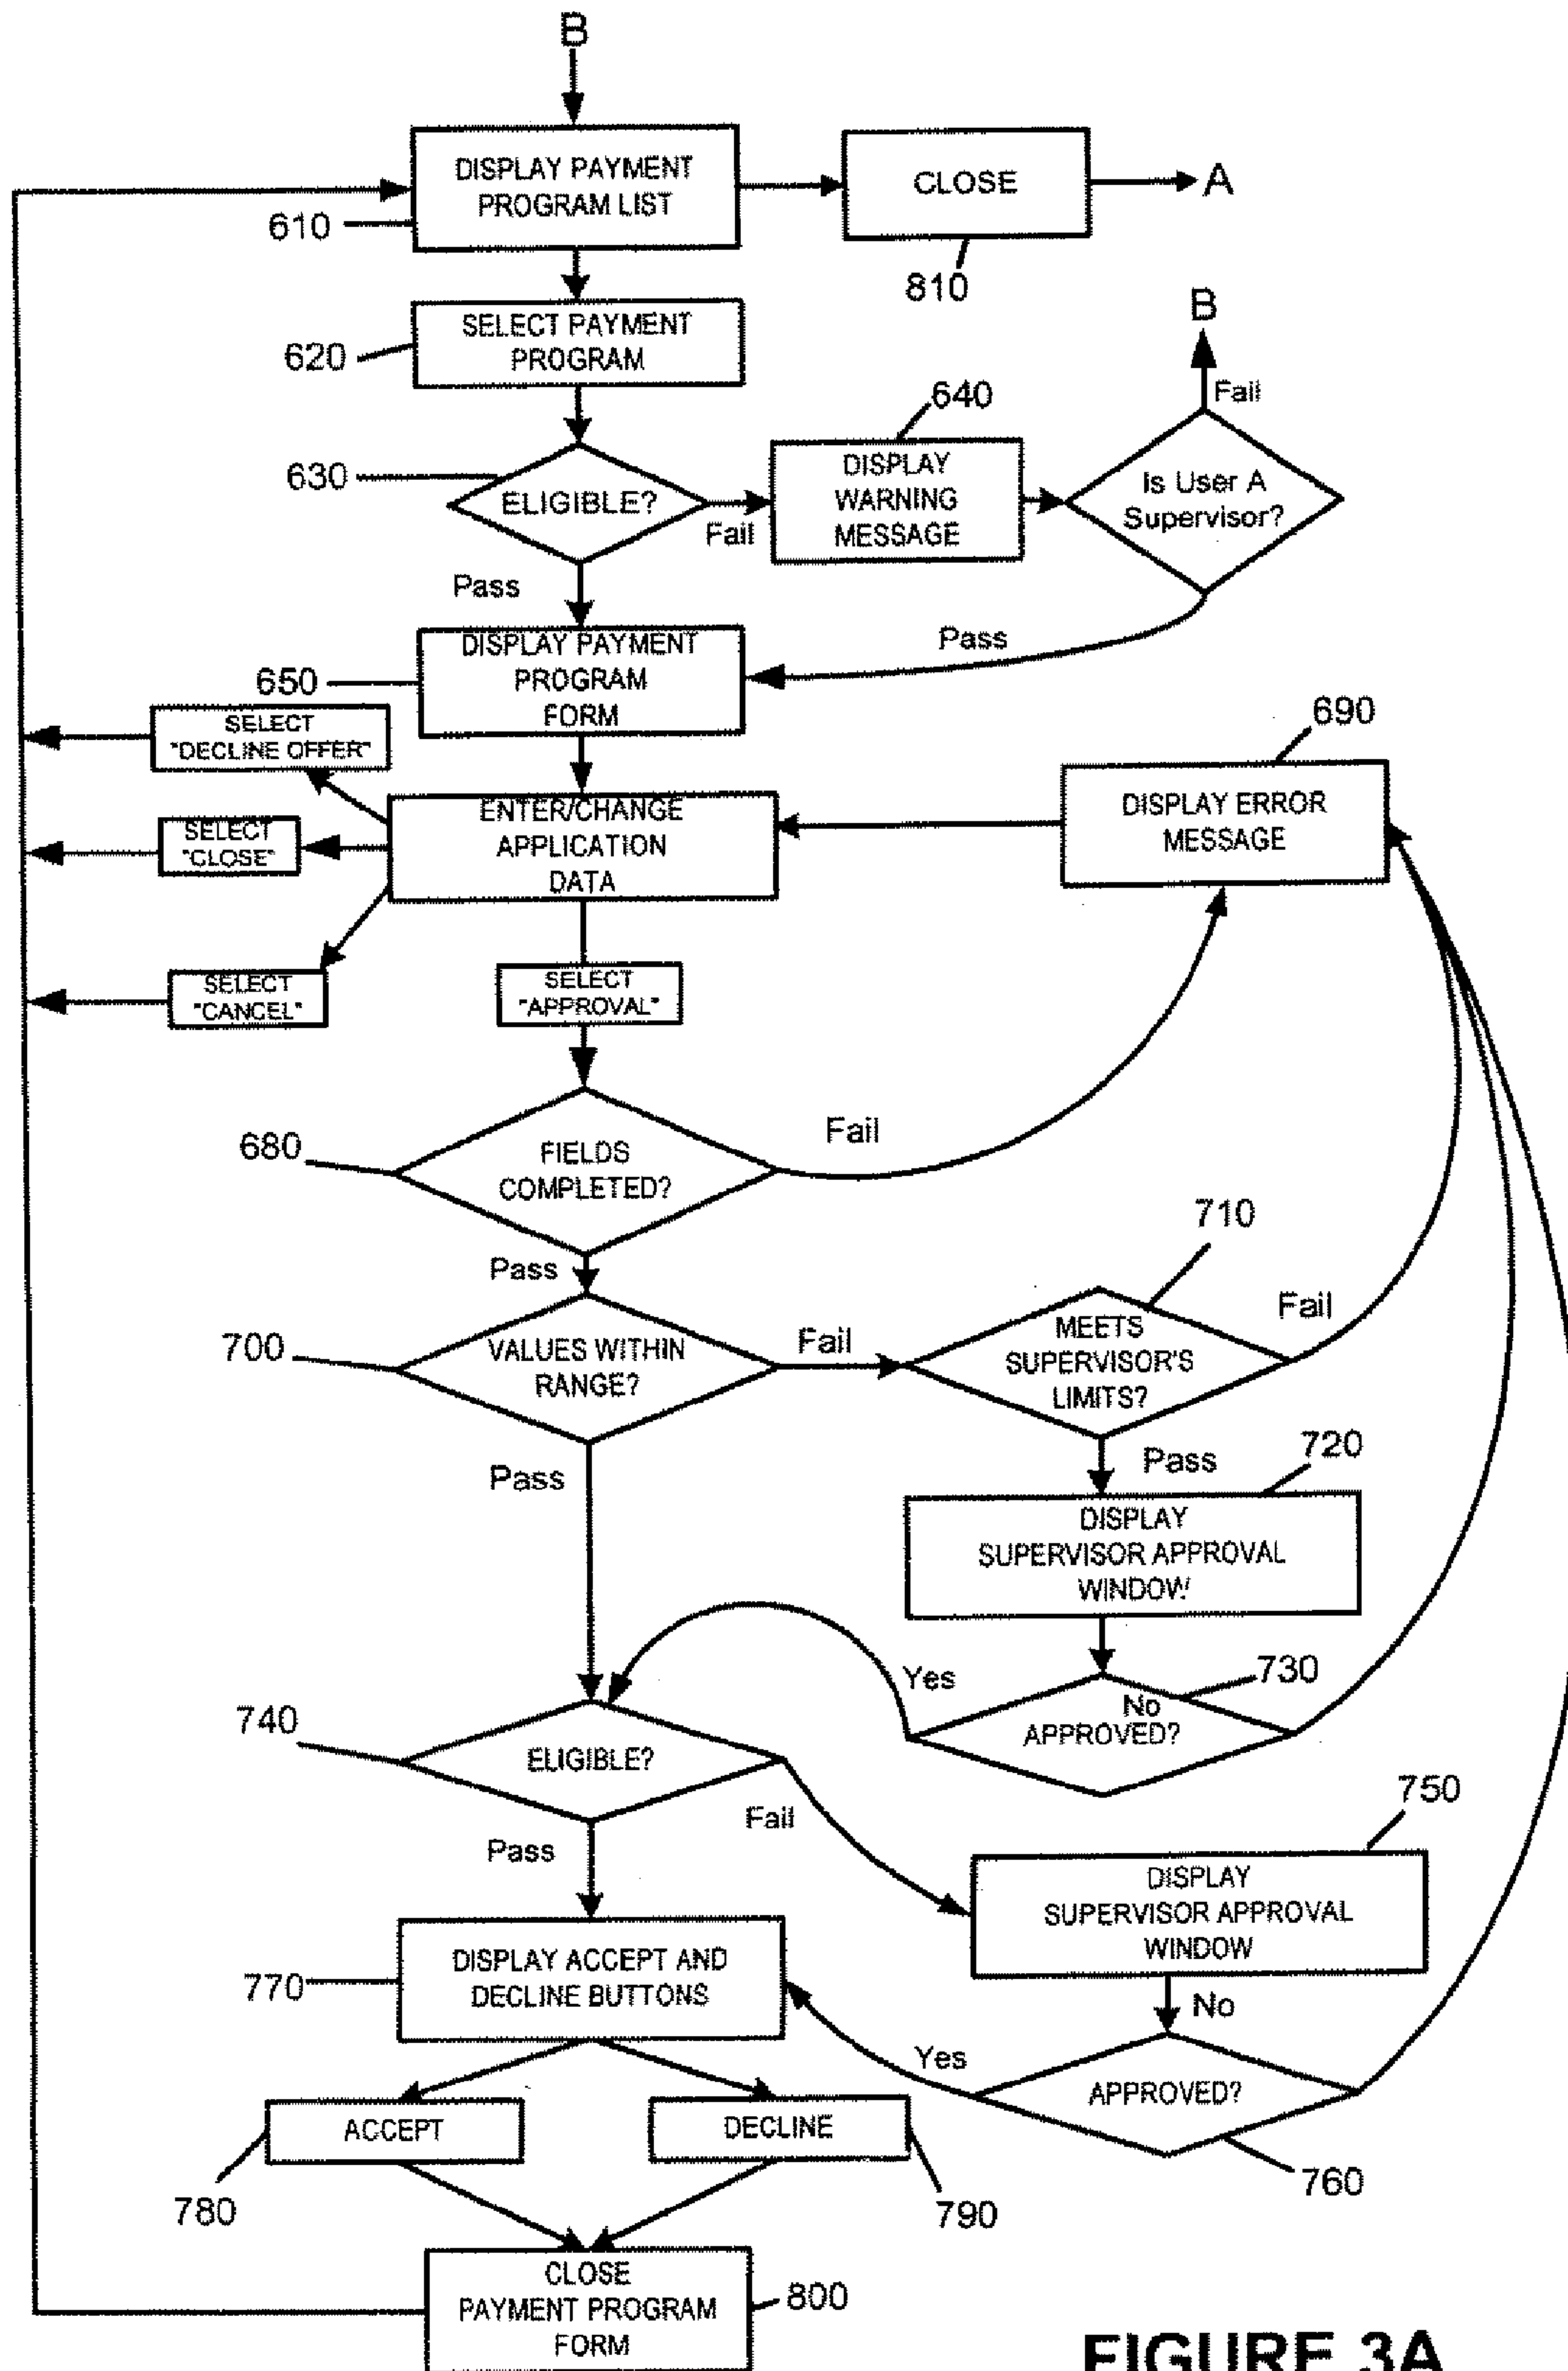 B
DISPLAY PAYMENT
PROGRAM LIST
CLOSE
A
610
810
SELECT PAYMENT
PROGRAM
620
B
Fail
640
630
ELIGIBLE?
Fail
DISPLAY
WARNING
MESSAGE
Is User A
Supervisor?
Pass
Pass
DISPLAY PAYMENT
PROGRAM
FORM
650
690
SELECT
"DECLINE OFFER"
ENTER/CHANGE
APPLICATION
DATA
DISPLAY ERROR
MESSAGE
SELECT
"CLOSE"
SELECT
"CANCEL"
SELECT
"APPROVAL"
680
FIELDS
COMPLETED?
Fail
Pass
710
700
VALUES WITHIN
RANGE?
Fail
MEETS
SUPERVISOR'S
LIMITS?
Fail
Pass
Pass
720
DISPLAY
SUPERVISOR APPROVAL
WINDOW
Yes
730
No
APPROVED?
740
ELIGIBLE?
Fail
Pass
750
DISPLAY
SUPERVISOR APPROVAL
WINDOW
770
DISPLAY ACCEPT AND
DECLINE BUTTONS
No
Yes
APPROVED?
760
ACCEPT
DECLINE
780
790
CLOSE
PAYMENT PROGRAM
FORM
800
FIGURE 3A